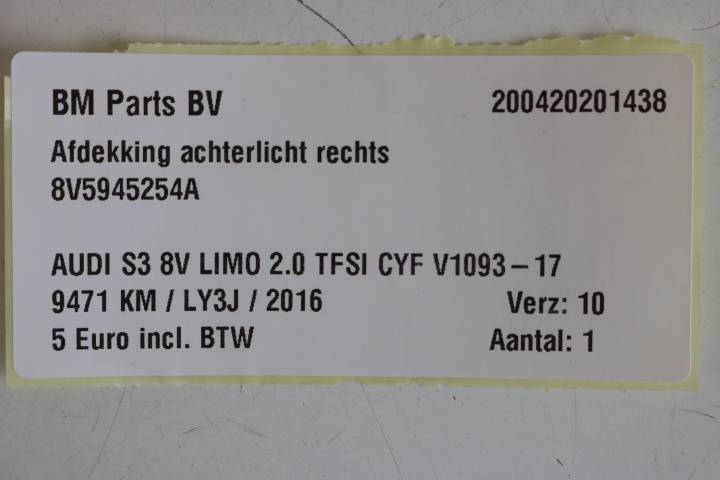 BM Parts BV 200420201438
Afdekking achterlicht rechts
8V5945254A
AUDI S3 8V LIMO 2.0 TFSI CYF V1093-17
9471 KM / LY3J / 2016 Verz: 10
5 Euro incl. BTW Aantal: 1